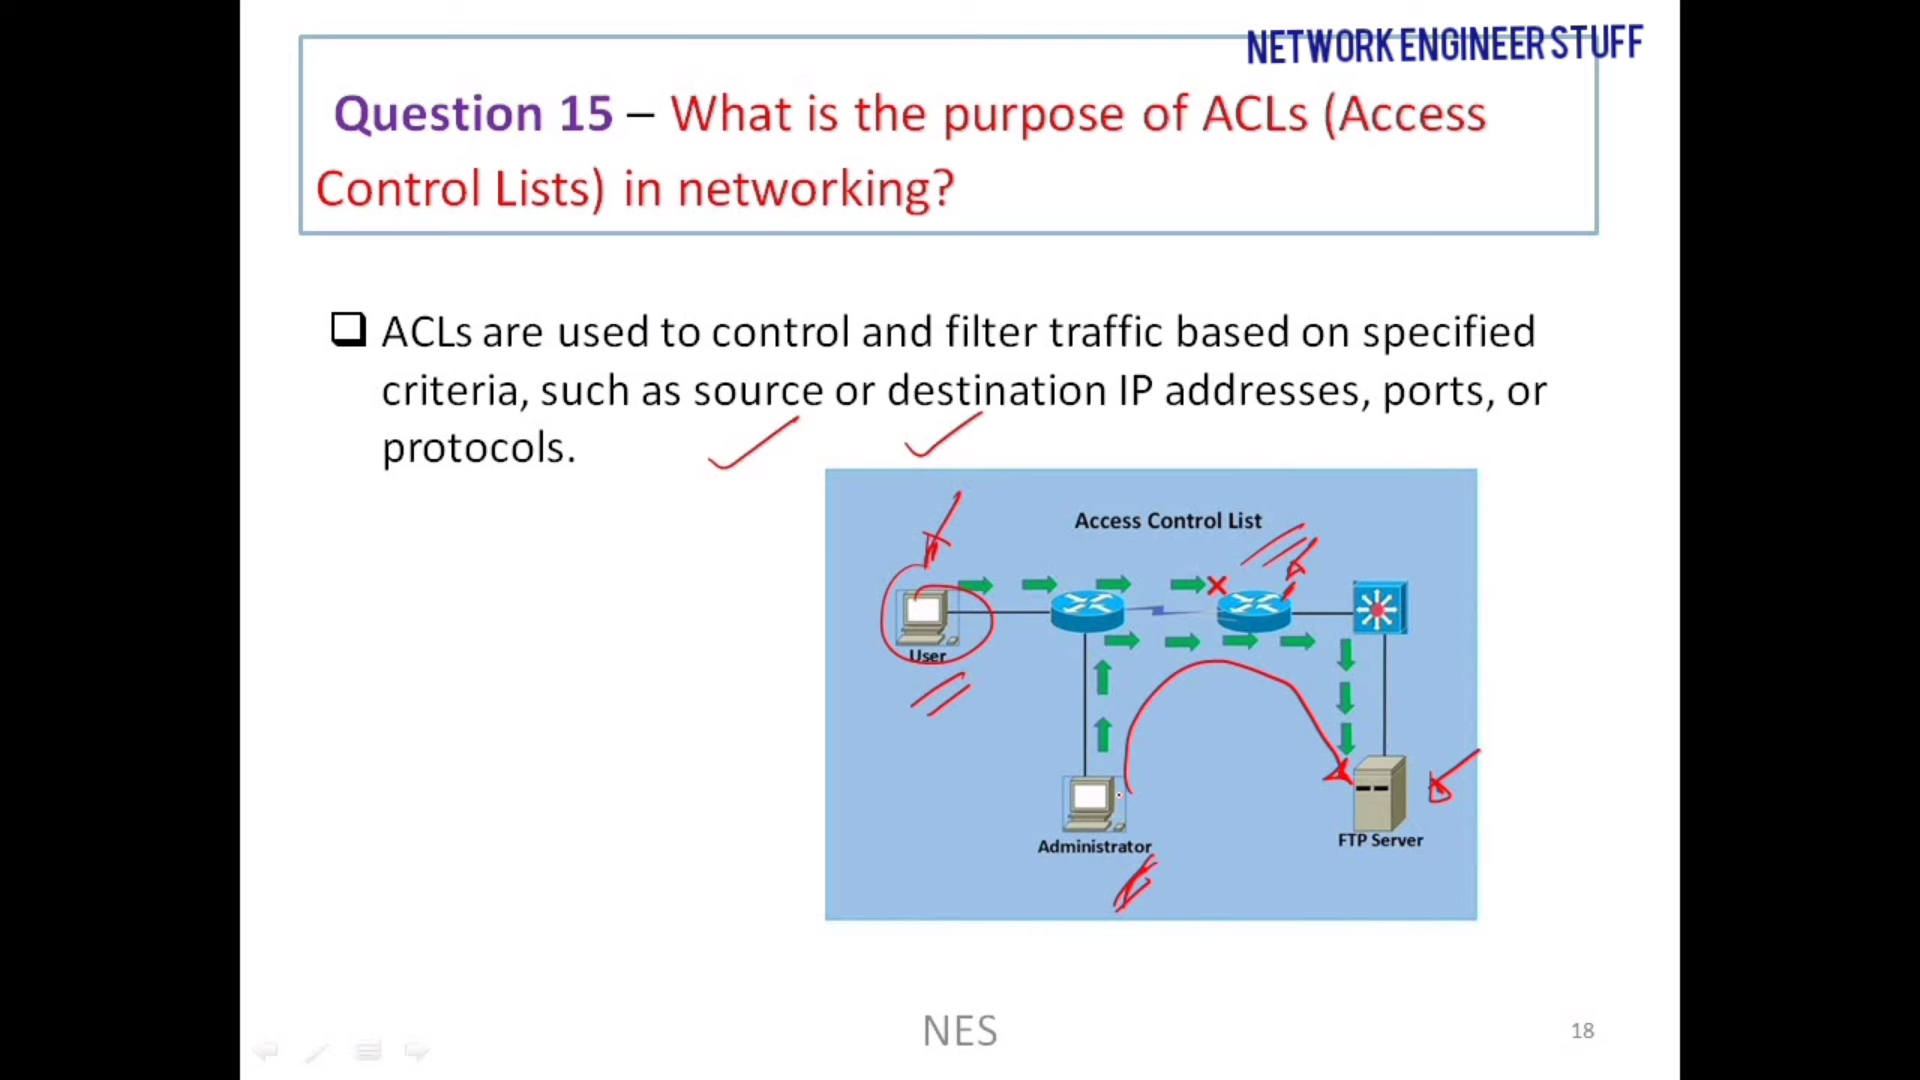 NETWORK ENGINEER STUFF
Question 15 – What is the purpose of ACLs (Access
Control Lists) in networking?
ACLs are used to control and filter traffic based on specified
criteria, such as source or destination IP addresses, ports, or
protocols.
Access Control List
User
Administrator
FTP Server
NES
18